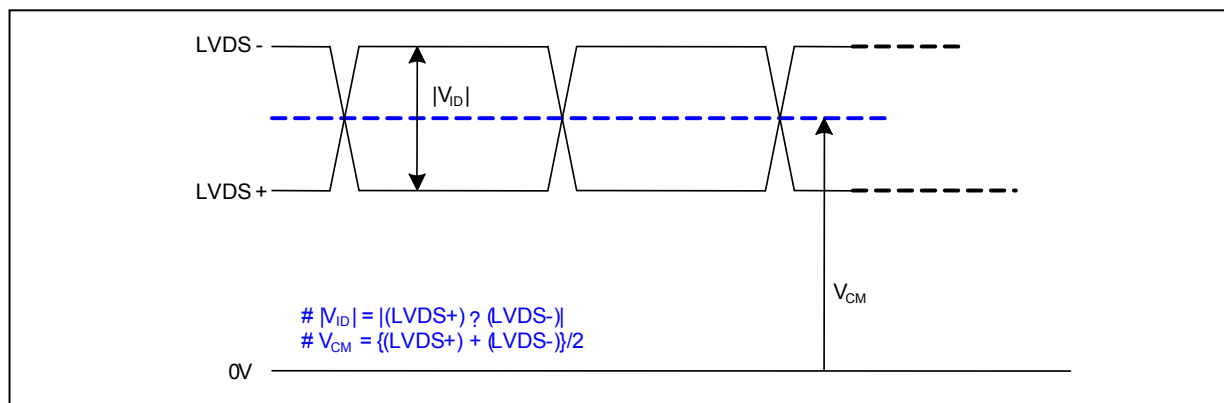 LVDS -
|VID|
LVDS +
VCM
# |VID| = |(LVDS+) ? (LVDS-)|
# VCM = {(LVDS+) + (LVDS-)}/2
0V